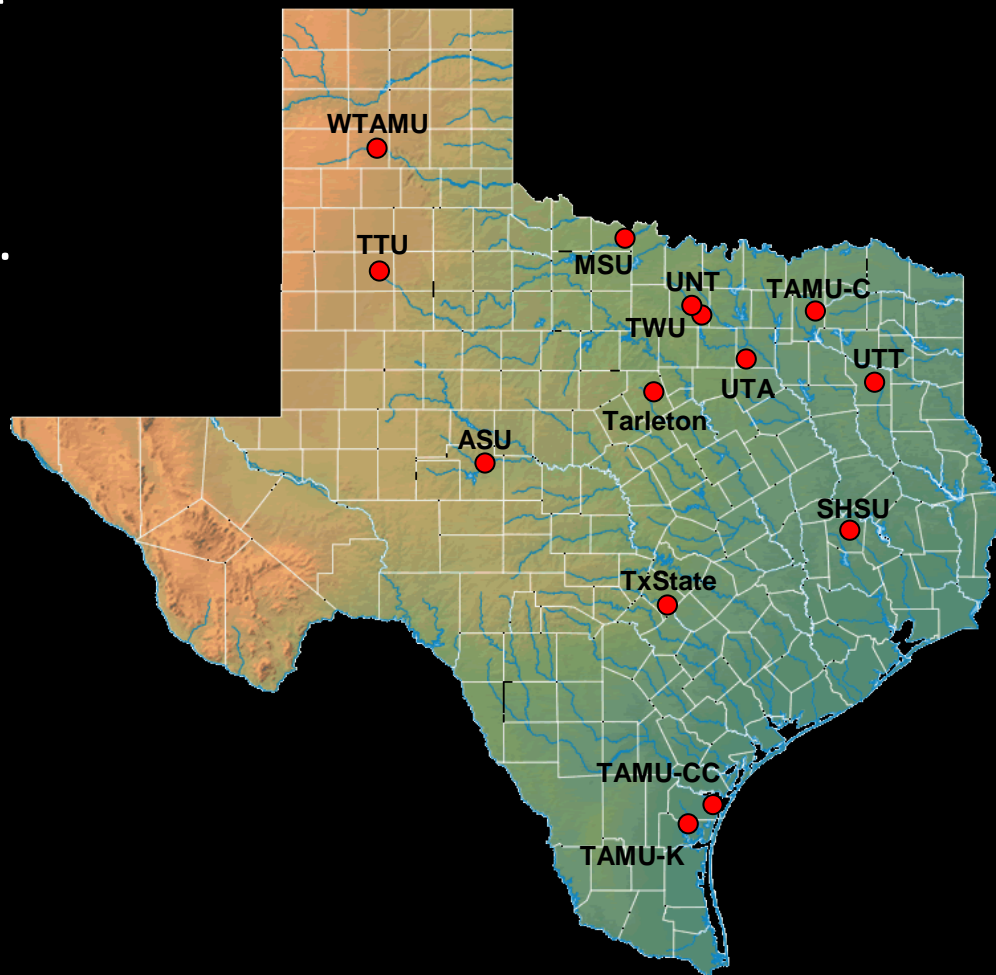 WTAMU
TTU
MSU
UNT
TAMU-C
TWU
UTT
UTA
Tarleton
ASU
SHSU
TxState
TAMU-CC
TAMU-K